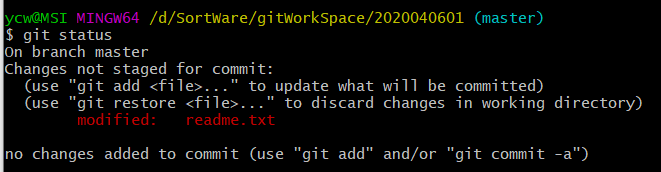 ycw@MSI MINGW64 /d/SortWare/gitWorkSpace/2020040601 (master)
$ git status
On branch master
Changes not staged for commit:
  (use "git add <file>..." to update what will be committed)
  (use "git restore <file>..." to discard changes in working directory)
        modified:   readme.txt

no changes added to commit (use "git add" and/or "git commit -a")